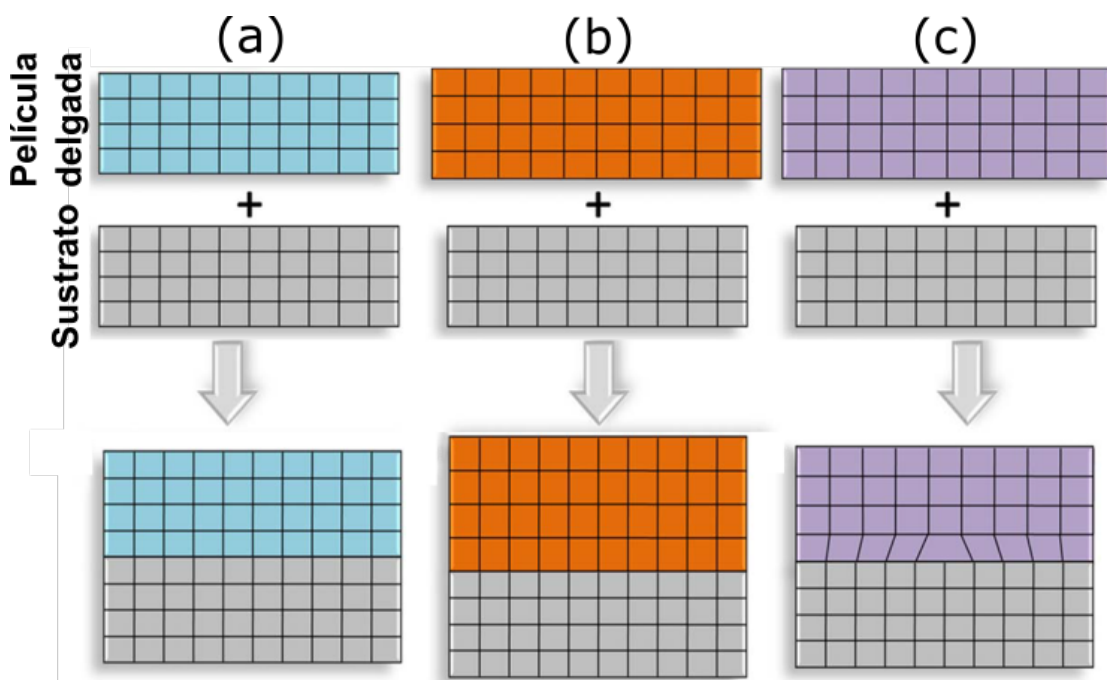 (a) (b) (c)
Película
delgada
+ + +
Sustrato